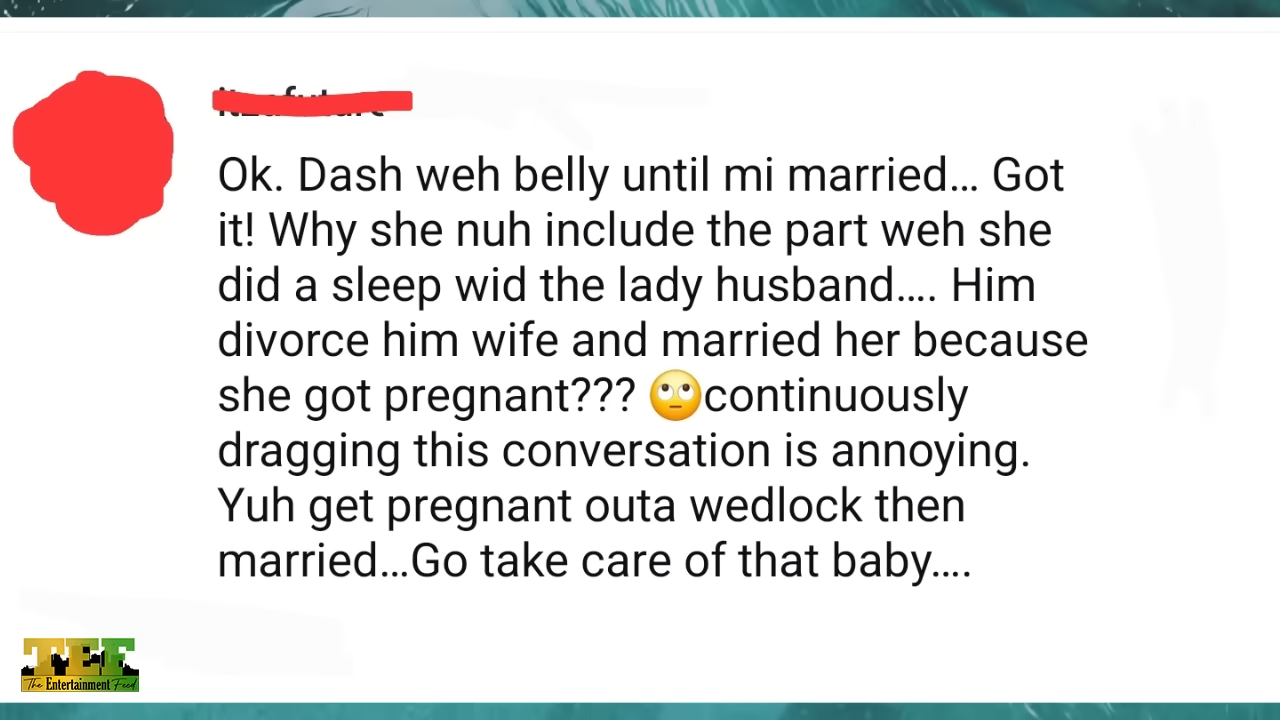 Ok. Dash weh belly until mi married... Got
it! Why she nuh include the part weh she
did a sleep wid the lady husband.... Him
divorce him wife and married her because
she got pregnant??? 🙄continuously
dragging this conversation is annoying.
Yuh get pregnant outa wedlock then
married...Go take care of that baby....
TEF
The Entertainment Feed